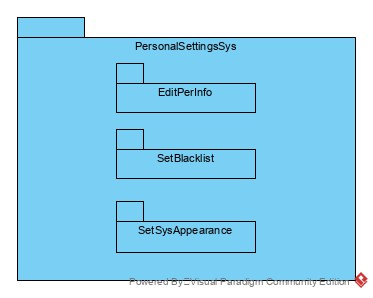 PersonalSettingsSys
EditPerInfo
SetBlacklist
SetSysAppearance
Powered By Visual Paradigm Community Edition